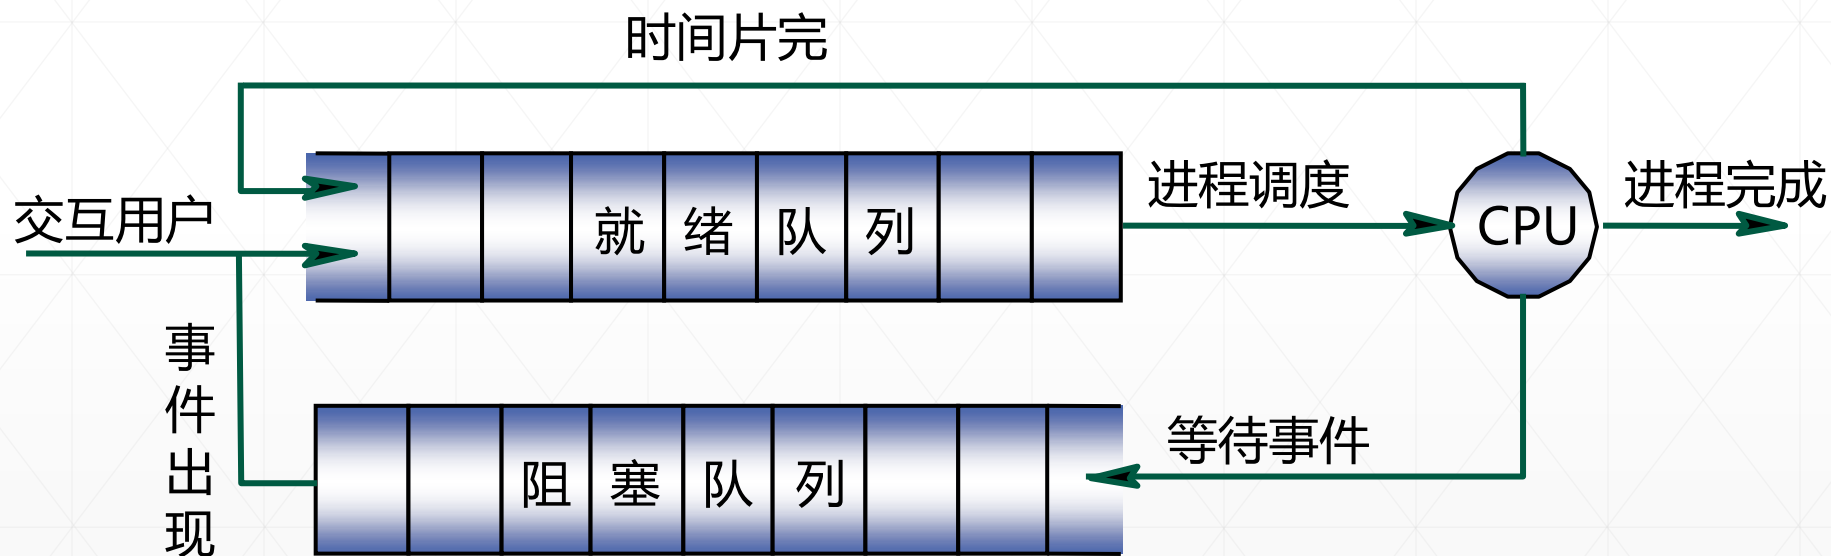 时间片完
交互用户
就绪队列
进程调度
CPU
进程完成
事件出现
阻塞队列
等待事件